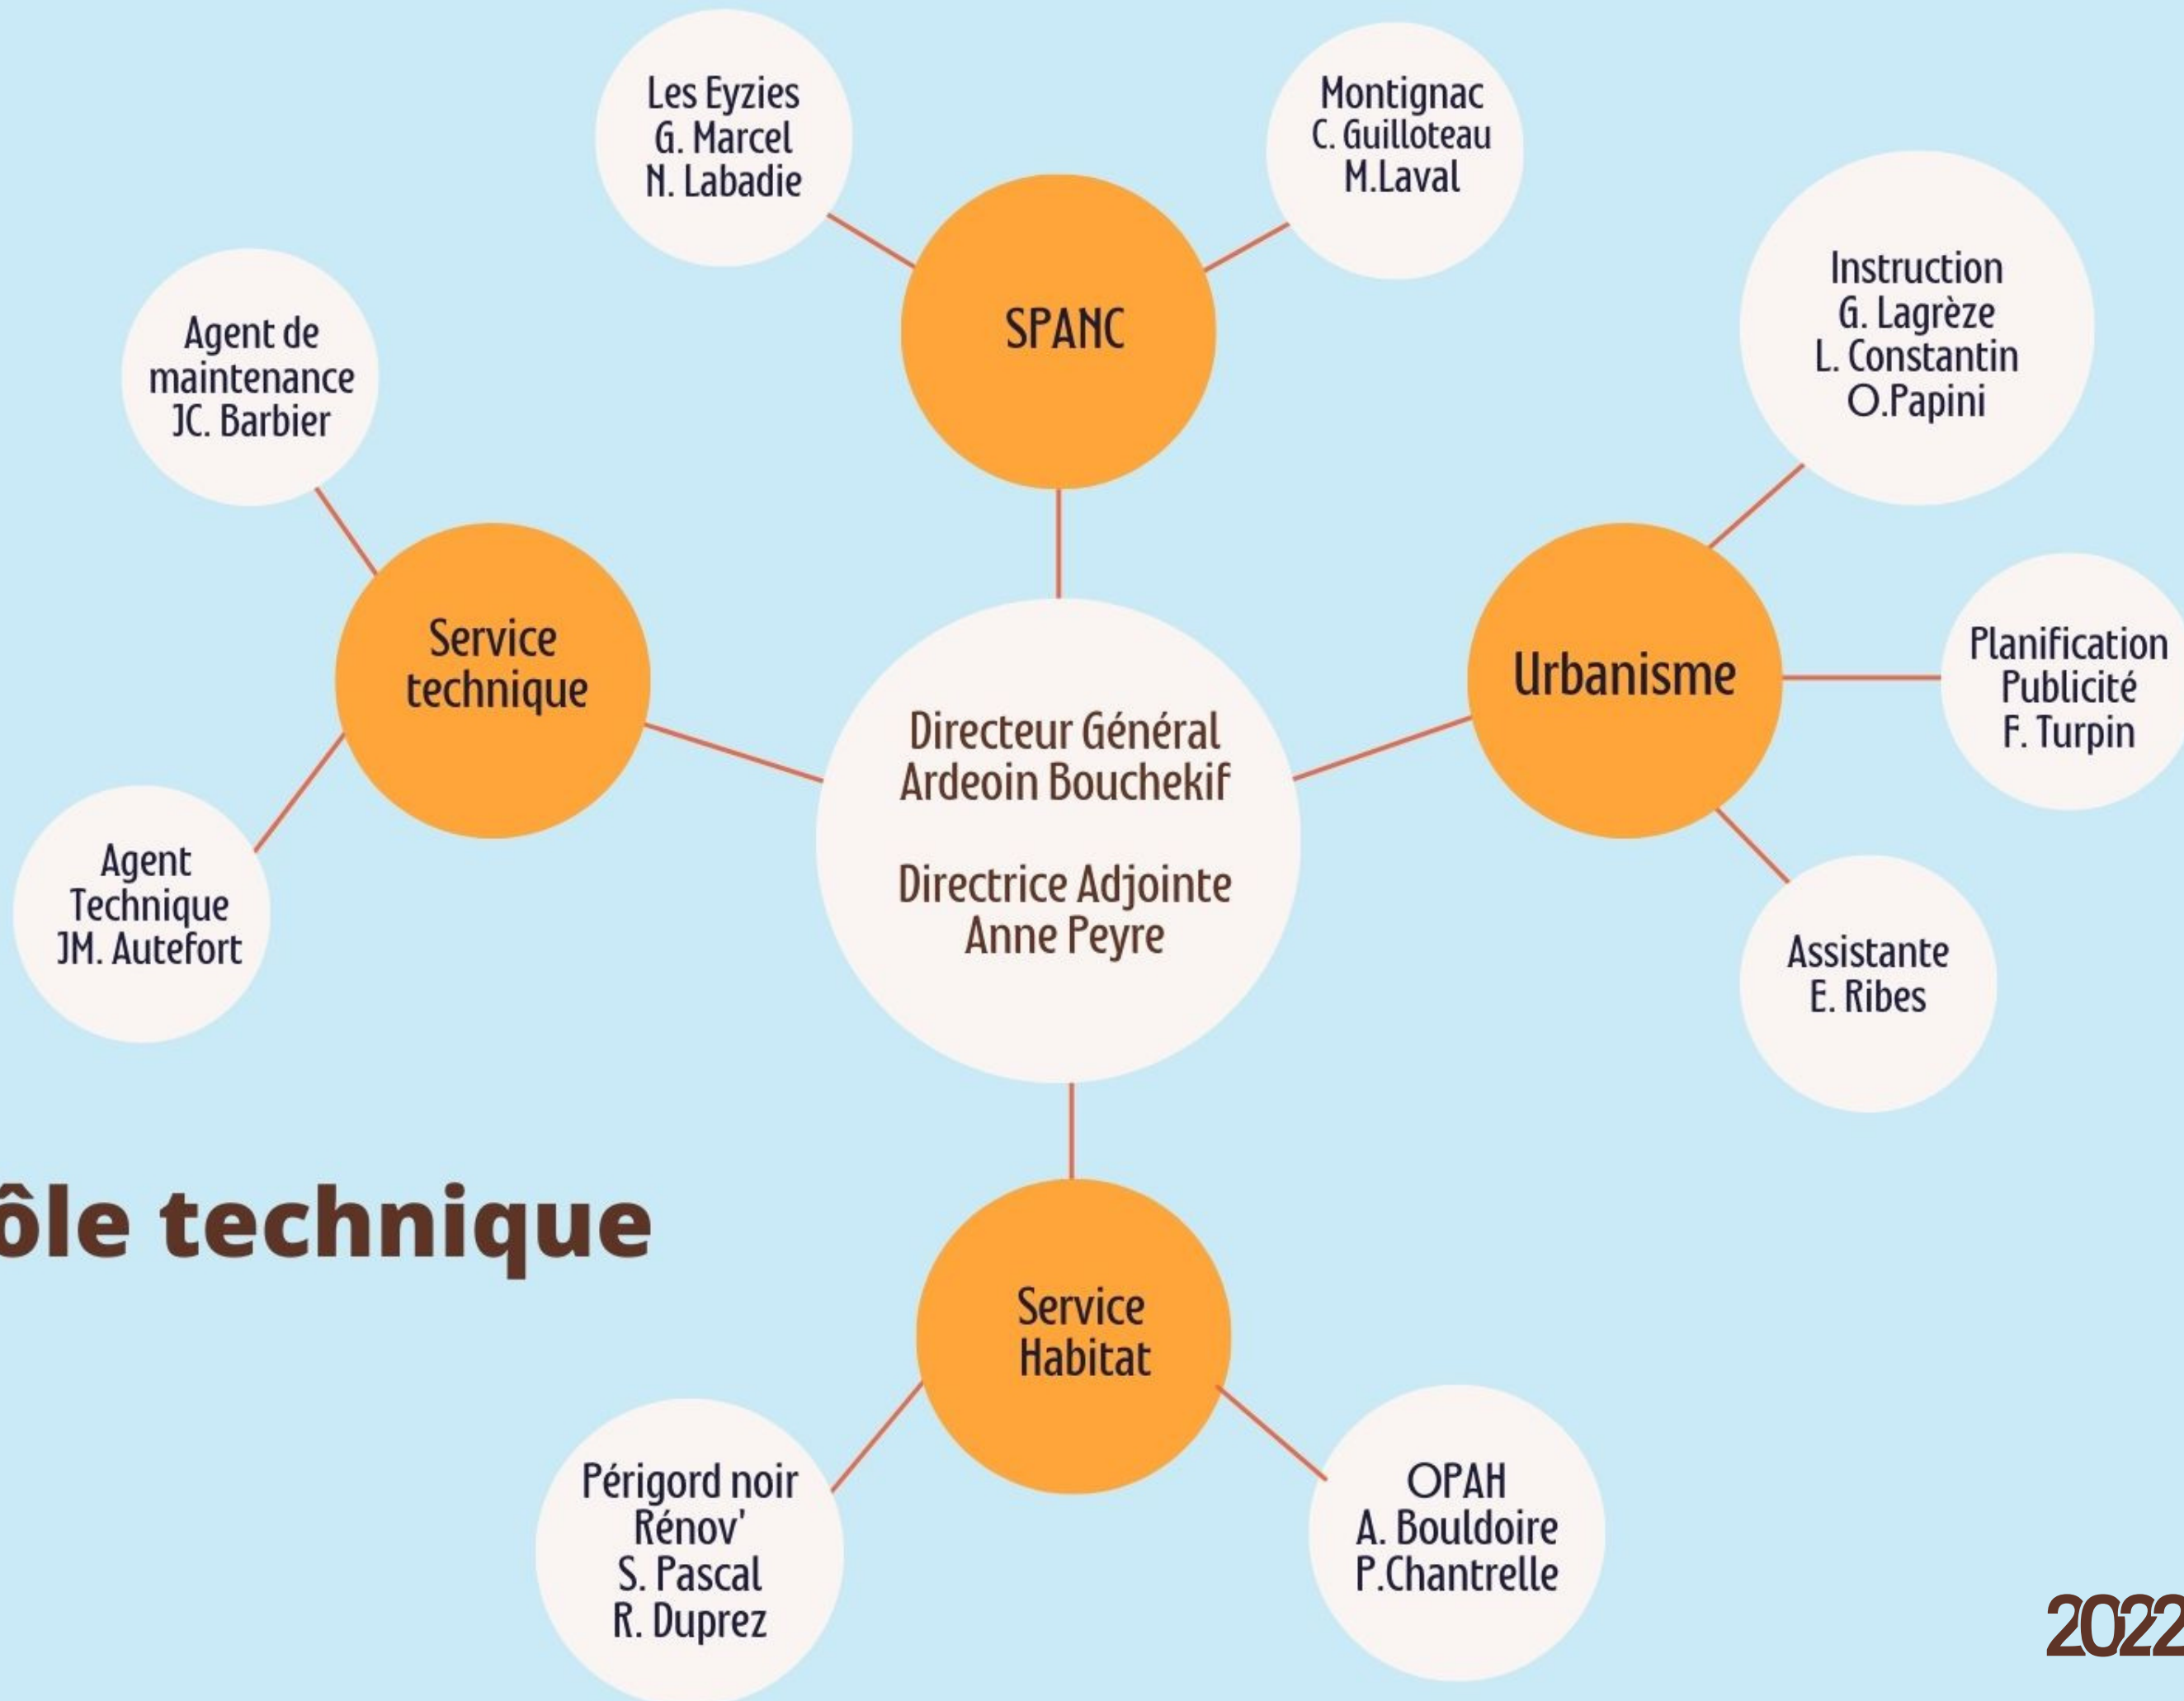 Les Eyzies
G. Marcel
N. Labadie
Montignac
C. Guilloteau
M.Laval
SPANC
Instruction
G. Lagrèze
L. Constantin
O.Papini
Agent de
maintenance
JC. Barbier
Service
technique
Urbanisme
Planification
Publicité
F. Turpin
Directeur Général
Ardeoin Bouchekif
Directrice Adjointe
Anne Peyre
Agent
Technique
JM. Autefort
Assistante
E. Ribes
ôle technique
Service
Habitat
Périgord noir
Rénov'
S. Pascal
R. Duprez
OPAH
A. Bouldoire
P.Chantrelle
2022